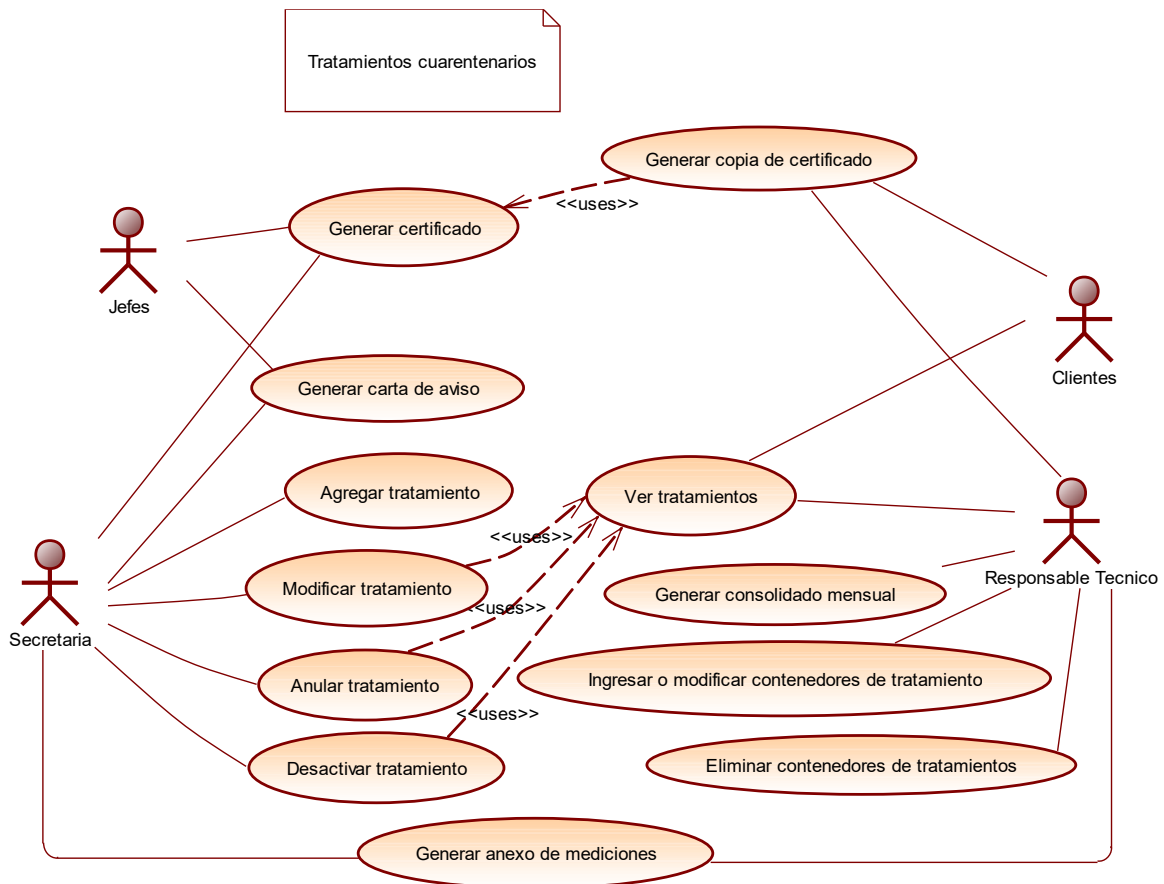 Tratamientos cuarentenarios
Generar copia de certificado
<<uses>>
Generar certificado
Jefes
Clientes
Generar carta de aviso
Agregar tratamiento
Ver tratamientos
<<uses>>
Modificar tratamiento
Responsable Tecnico
Generar consolidado mensual
<<uses>>
Secretaria
Anular tratamiento
Ingresar o modificar contenedores de tratamiento
<<uses>>
Desactivar tratamiento
Eliminar contenedores de tratamientos
Generar anexo de mediciones